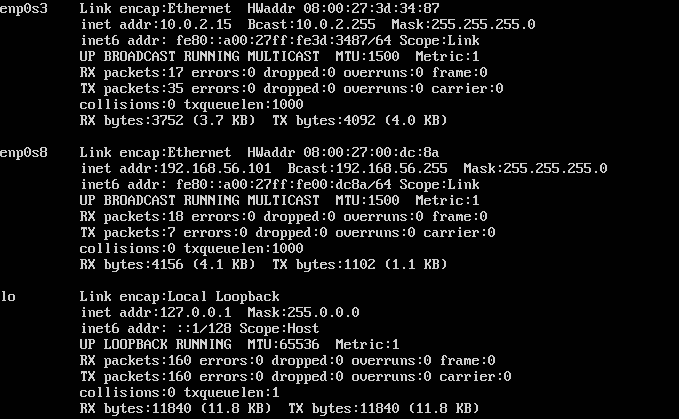 enp0s3    Link encap:Ethernet  HWaddr 08:00:27:3d:34:87
          inet addr:10.0.2.15  Bcast:10.0.2.255  Mask:255.255.255.0
          inet6 addr: fe80::a00:27ff:fe3d:3487/64 Scope:Link
          UP BROADCAST RUNNING MULTICAST  MTU:1500  Metric:1
          RX packets:17 errors:0 dropped:0 overruns:0 frame:0
          TX packets:35 errors:0 dropped:0 overruns:0 carrier:0
          collisions:0 txqueuelen:1000
          RX bytes:3752 (3.7 KB)  TX bytes:4092 (4.0 KB)
enp0s8    Link encap:Ethernet  HWaddr 08:00:27:00:dc:8a
          inet addr:192.168.56.101  Bcast:192.168.56.255  Mask:255.255.255.0
          inet6 addr: fe80::a00:27ff:fe00:dc8a/64 Scope:Link
          UP BROADCAST RUNNING MULTICAST  MTU:1500  Metric:1
          RX packets:18 errors:0 dropped:0 overruns:0 frame:0
          TX packets:7 errors:0 dropped:0 overruns:0 carrier:0
          collisions:0 txqueuelen:1000
          RX bytes:4156 (4.1 KB)  TX bytes:1102 (1.1 KB)
lo        Link encap:Local Loopback
          inet addr:127.0.0.1  Mask:255.0.0.0
          inet6 addr: ::1/128 Scope:Host
          UP LOOPBACK RUNNING  MTU:65536  Metric:1
          RX packets:160 errors:0 dropped:0 overruns:0 frame:0
          TX packets:160 errors:0 dropped:0 overruns:0 carrier:0
          collisions:0 txqueuelen:1
          RX bytes:11840 (11.8 KB)  TX bytes:11840 (11.8 KB)